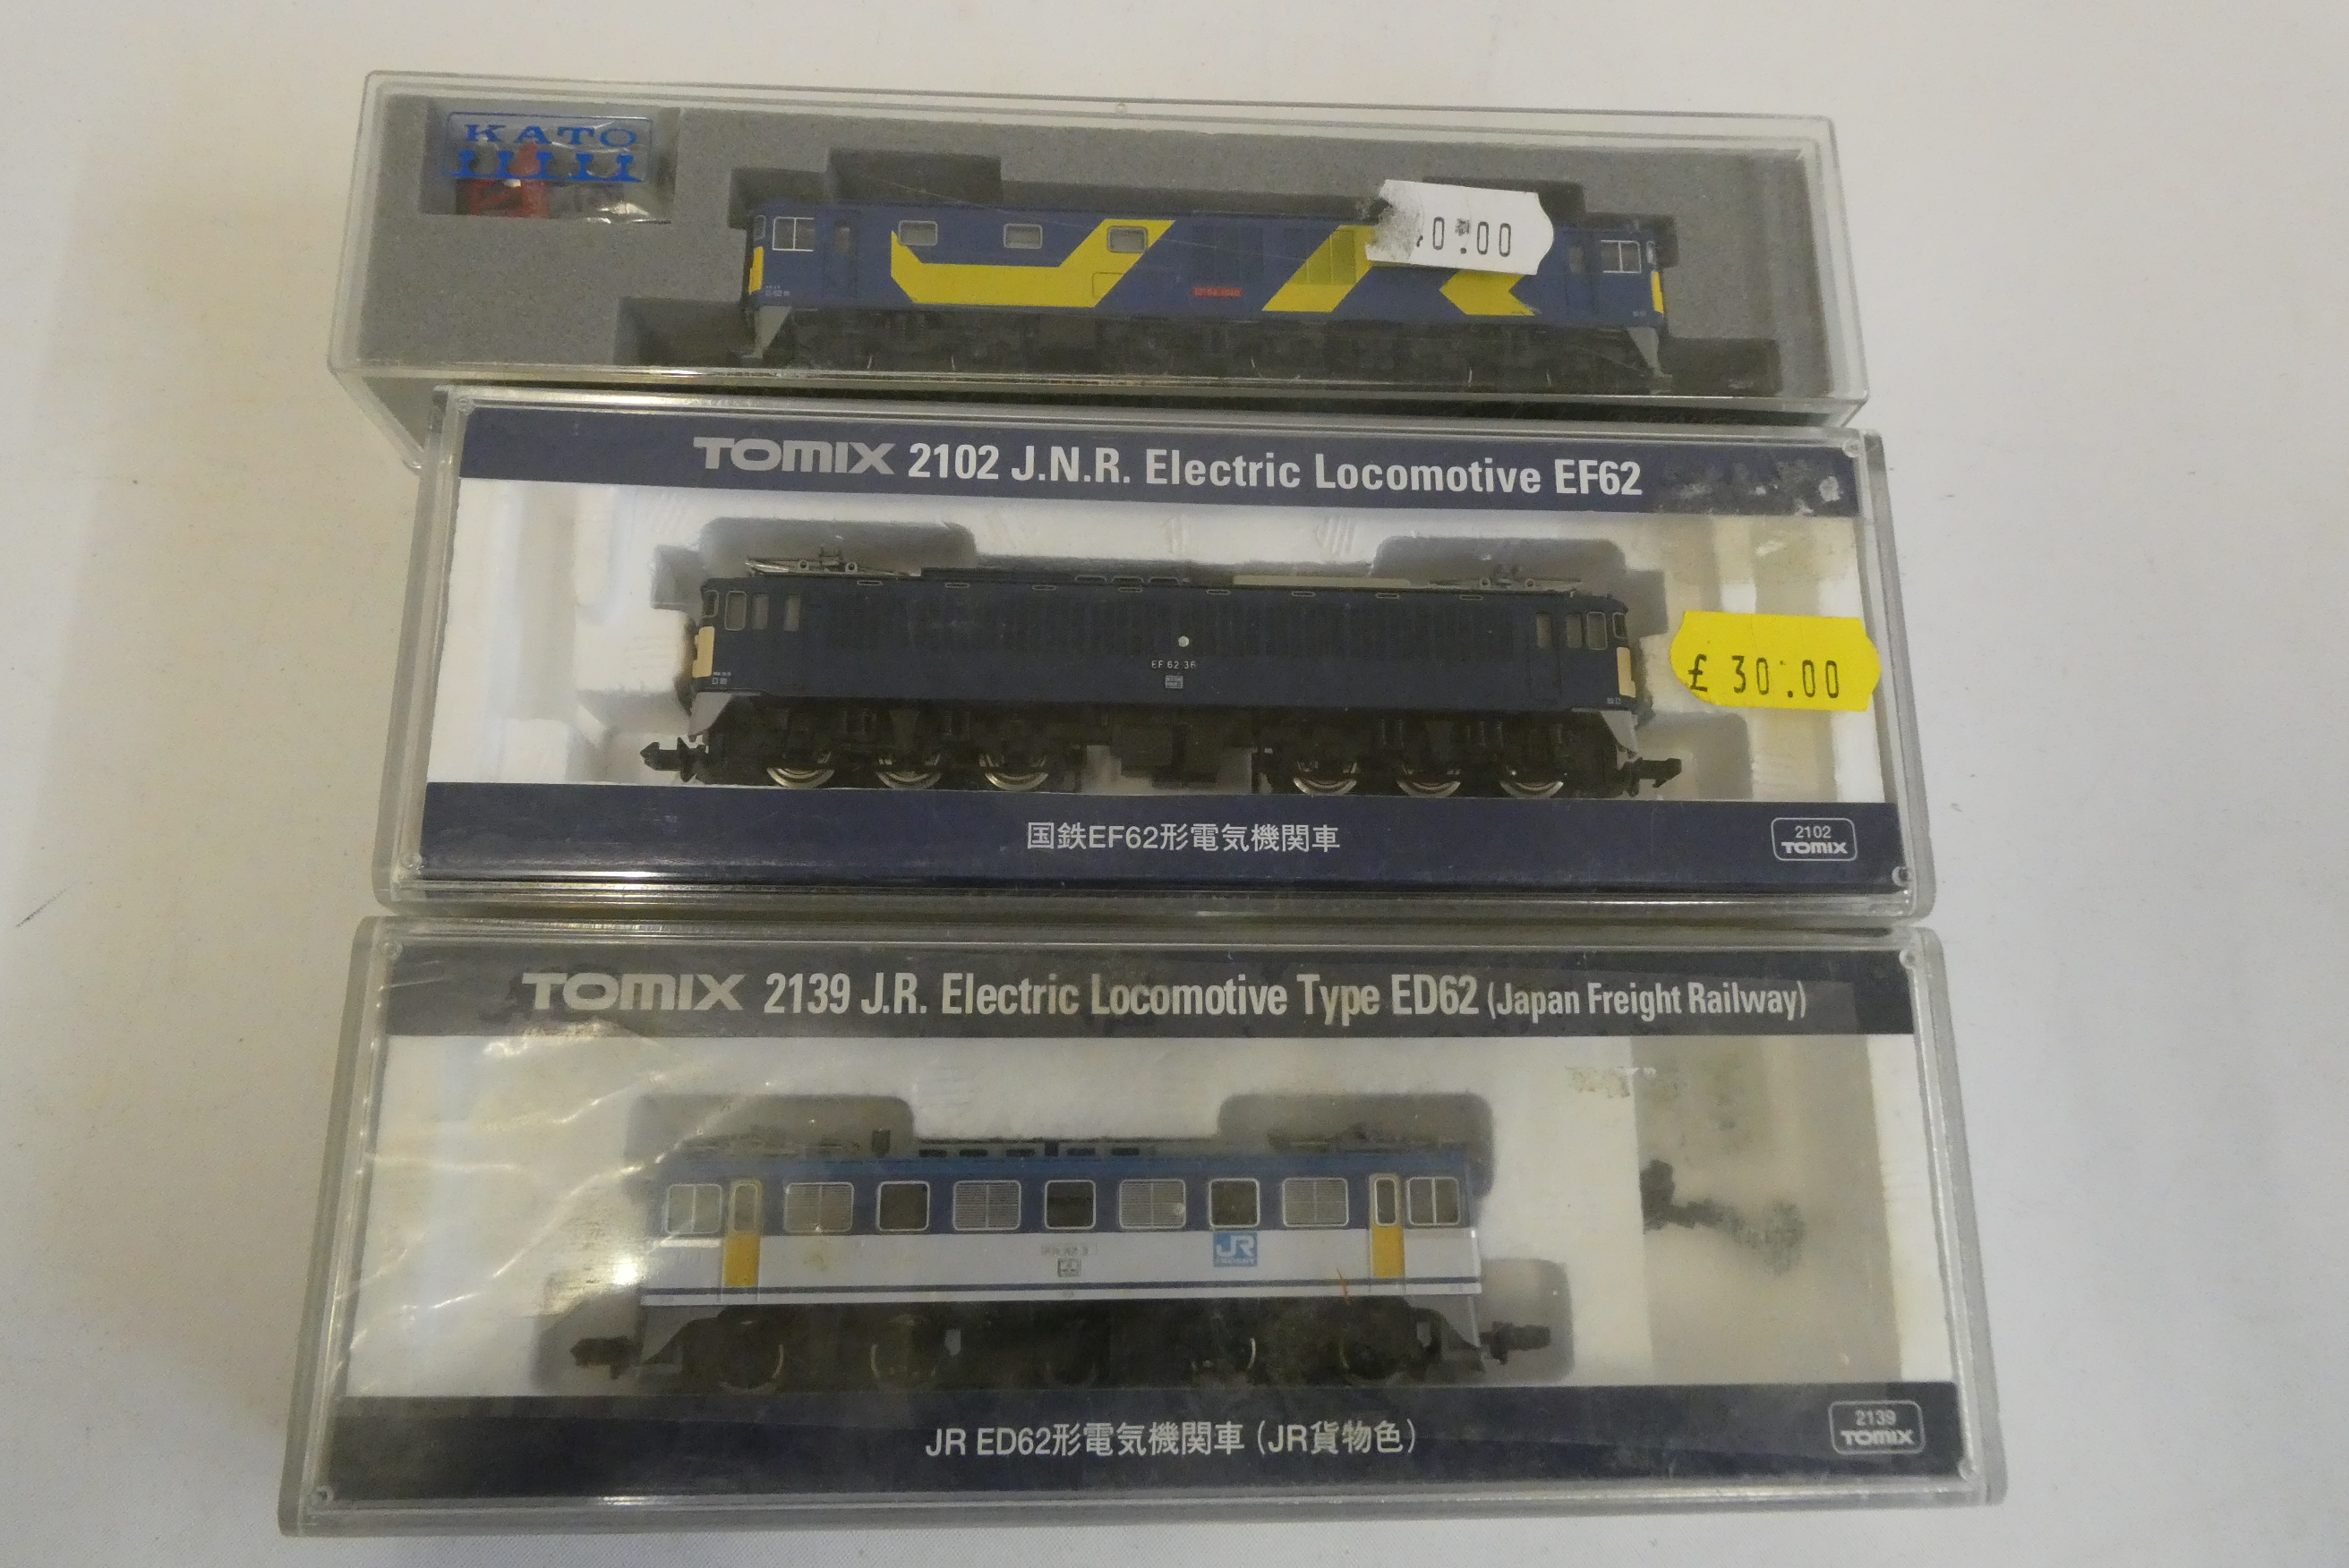 KATO
0.00
TOMIX 2102 J.N.R. Electric Locomotive EF62
EF 62 36
£ 30.00
国鉄EF62形電気機関車
2102
TOMIX
TOMIX 2139 J.R. Electric Locomotive Type ED62 (Japan Freight Railway)
JR
JR ED62形電気機関車(JR貨物色)
2139
TOMIX